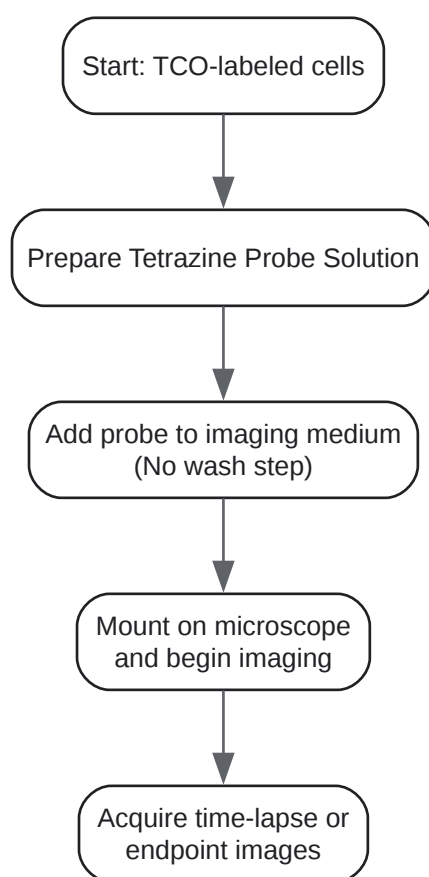 Start: TCO-labeled cells
Prepare Tetrazine Probe Solution
Add probe to imaging medium
(No wash step)
Mount on microscope
and begin imaging
Acquire time-lapse or
endpoint images